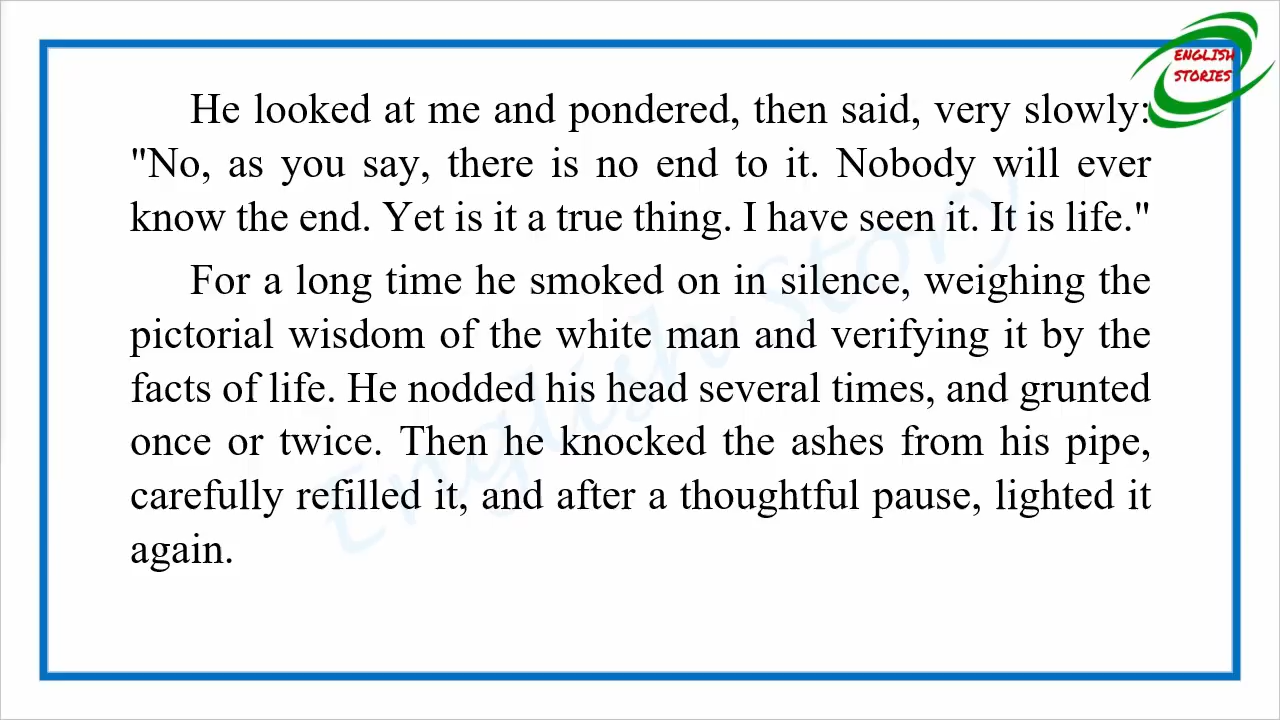 ENGLISH
STORIES
He looked at me and pondered, then said, very slowly:
"No, as you say, there is no end to it. Nobody will ever
know the end. Yet is it a true thing. I have seen it. It is life."
For a long time he smoked on in silence, weighing the
pictorial wisdom of the white man and verifying it by the
facts of life. He nodded his head several times, and grunted
once or twice. Then he knocked the ashes from his pipe,
carefully refilled it, and after a thoughtful pause, lighted it
again.
English Story